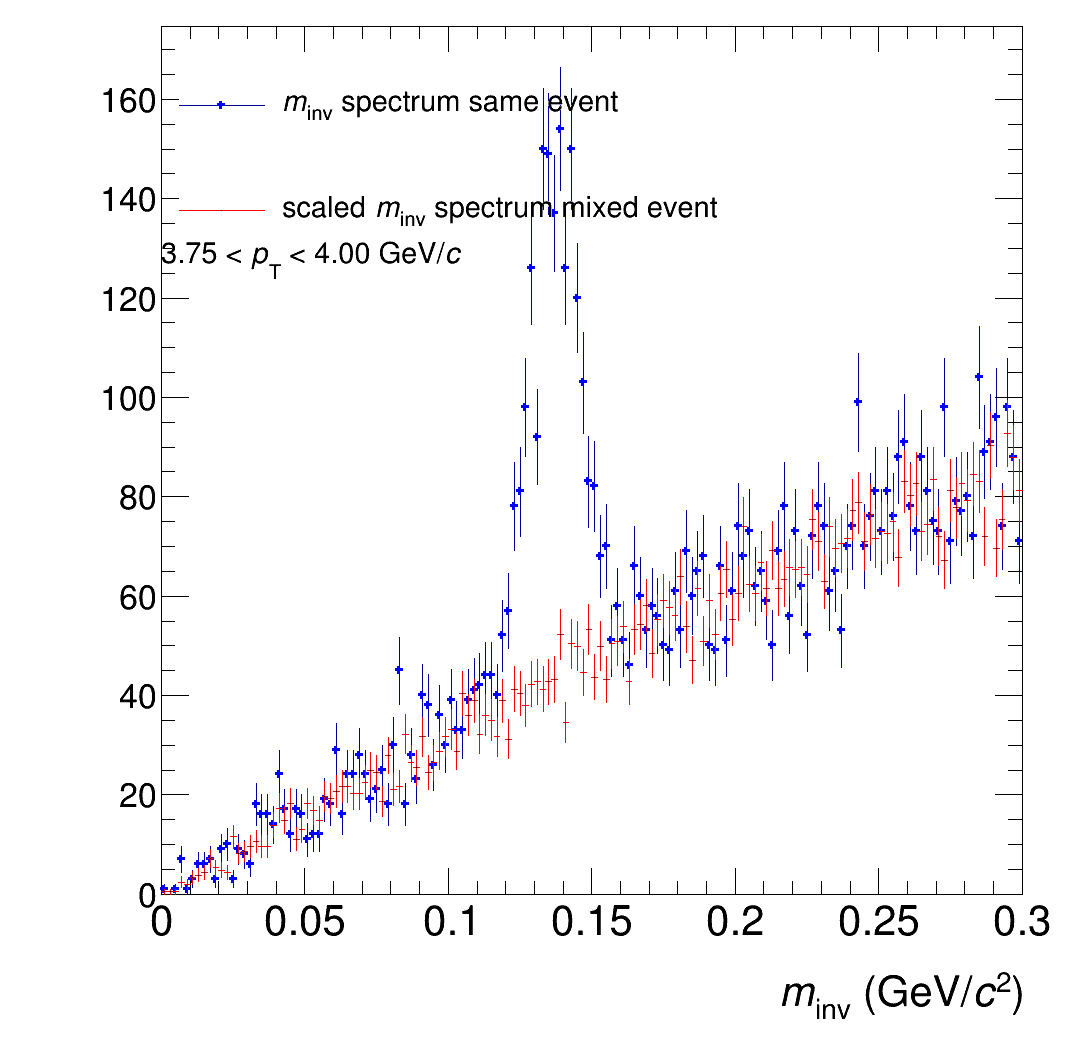 160
140
120
100
80
60
40
20
0
m_inv spectrum same event
scaled m_inv spectrum mixed event
3.75 < p_T < 4.00 GeV/c
0 0.05 0.1 0.15 0.2 0.25 0.3
m_inv (GeV/c²)